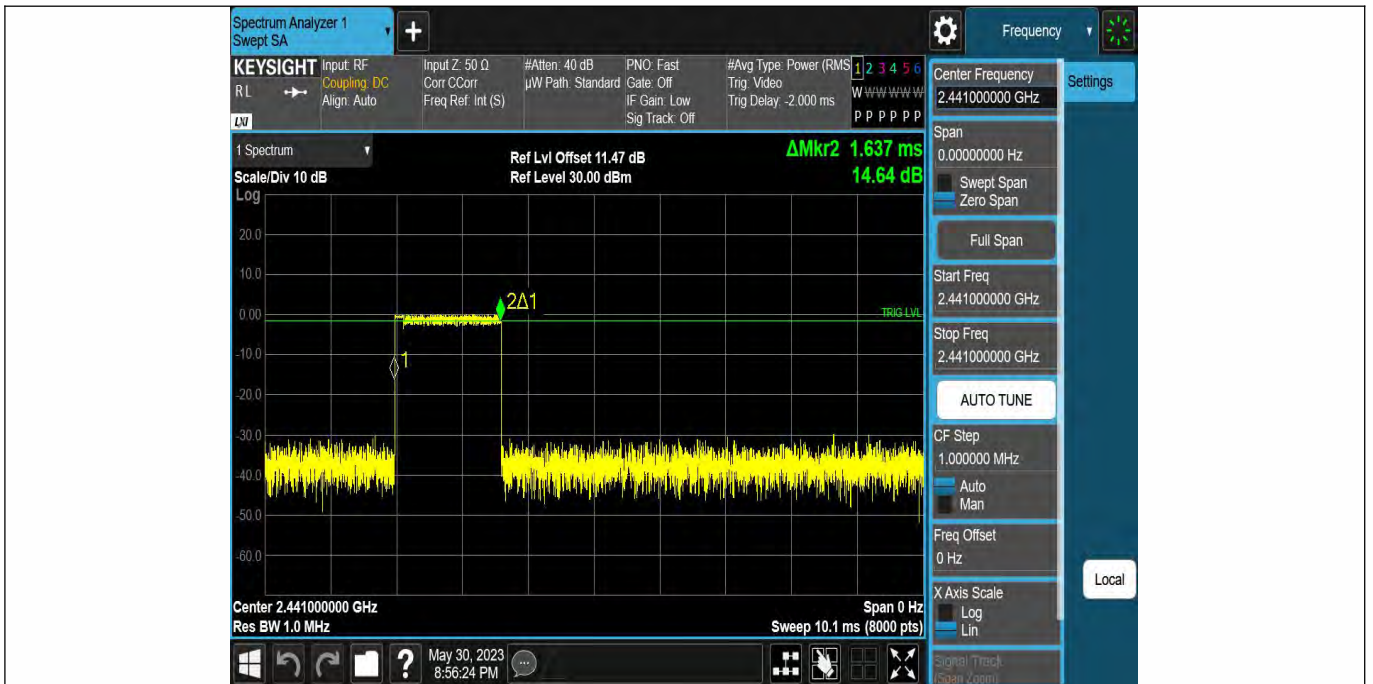 Spectrum Analyzer 1
Swept SA
+
Frequency
KEYSIGHT
RL
LXI
Input: RF
Coupling: DC
Align: Auto
Input Z: 50 Ω
Corr CCorr
Freq Ref: Int (S)
#Atten: 40 dB
µW Path: Standard
PNO: Fast
Gate: Off
IF Gain: Low
Sig Track: Off
#Avg Type: Power (RMS
Trig: Video
Trig Delay: -2.000 ms
1 2 3 4 5 6
W W W W W W
P P P P P P
1 Spectrum
Scale/Div 10 dB
Log
Ref Lvl Offset 11.47 dB
Ref Level 30.00 dBm
ΔMkr2 1.637 ms
14.64 dB
20.0
10.0
0.00
-10.0
-20.0
-30.0
-40.0
-50.0
-60.0
2Δ1
1
TRIG LVL
Center 2.441000000 GHz
Res BW 1.0 MHz
Span 0 Hz
Sweep 10.1 ms (8000 pts)
?
May 30, 2023
8:56:24 PM
Center Frequency
2.441000000 GHz
Span
0.00000000 Hz
Swept Span
Zero Span
Full Span
Start Freq
2.441000000 GHz
Stop Freq
2.441000000 GHz
AUTO TUNE
CF Step
1.000000 MHz
Auto
Man
Freq Offset
0 Hz
X Axis Scale
Log
Lin
Signal Track
(Span Zoom)
Settings
Local